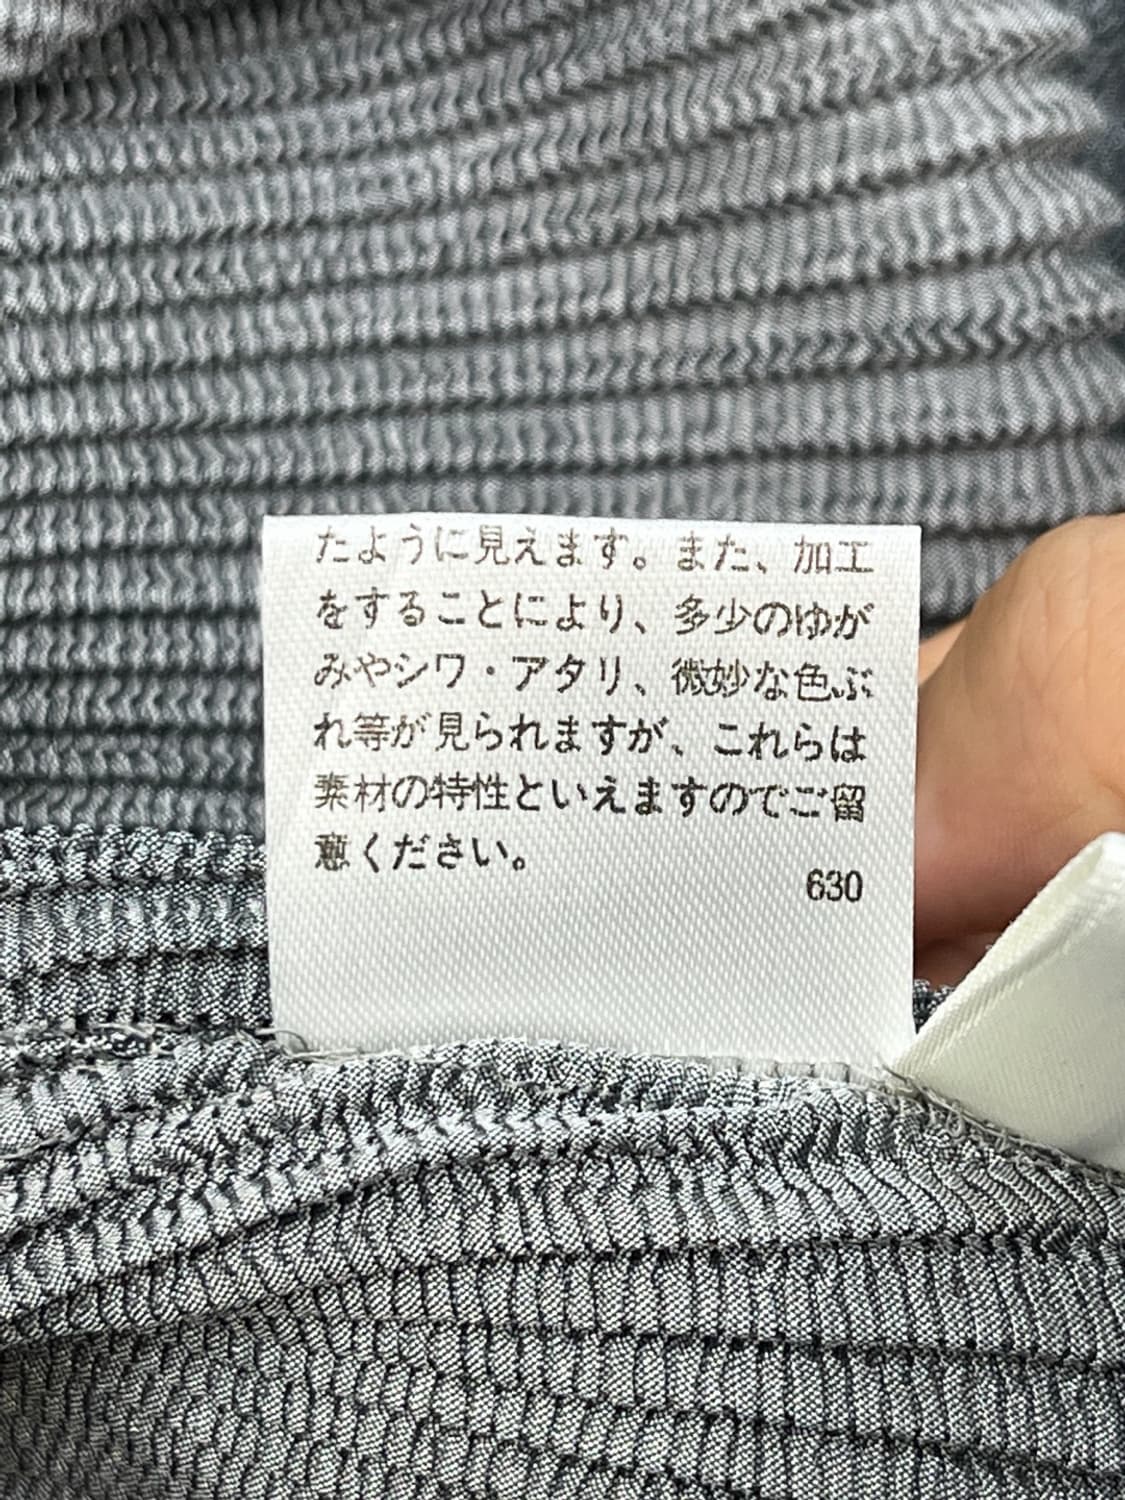 たように見えます。また、加工
をすることにより、多少のゆが
みやシワ・アタリ、微妙な色ぶ
れ等が見られますが、これらは
素材の特性といえますのでご留
意ください。
630